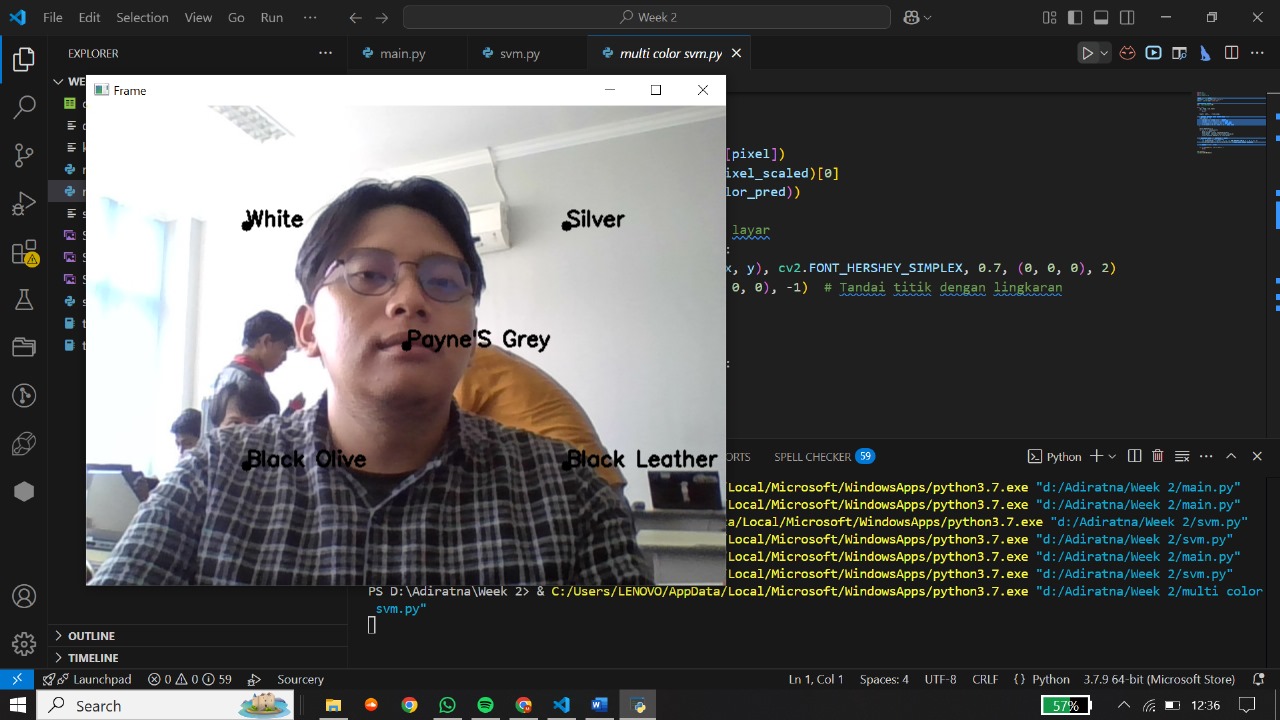 File Edit Selection View Go Run ··· Week 2
EXPLORER ···
main.py svm.py multi color svm.py
WE
Frame
White
Silver
Payne'S Grey
Black Olive
Black Leather
[pixel])
ixel_scaled)[0]
lor_pred))
layar
:
x, y), cv2.FONT_HERSHEY_SIMPLEX, 0.7, (0, 0, 0), 2)
0, 0), -1) # Tandai titik dengan lingkaran
:
ORTS SPELL CHECKER 59 Python
/Local/Microsoft/WindowsApps/python3.7.exe "d:/Adiratna/Week 2/main.py"
/Local/Microsoft/WindowsApps/python3.7.exe "d:/Adiratna/Week 2/main.py"
a/Local/Microsoft/WindowsApps/python3.7.exe "d:/Adiratna/Week 2/svm.py"
/Local/Microsoft/WindowsApps/python3.7.exe "d:/Adiratna/Week 2/svm.py"
/Local/Microsoft/WindowsApps/python3.7.exe "d:/Adiratna/Week 2/main.py"
/Local/Microsoft/WindowsApps/python3.7.exe "d:/Adiratna/Week 2/svm.py"
PS D:\Adiratna\Week 2> & C:/Users/LENOVO/AppData/Local/Microsoft/WindowsApps/python3.7.exe "d:/Adiratna/Week 2/multi color
svm.py"
OUTLINE
TIMELINE
Launchpad 0 0 59 Sourcery Ln 1, Col 1 Spaces: 4 UTF-8 CRLF {} Python 3.7.9 64-bit (Microsoft Store)
Search 57% 12:36